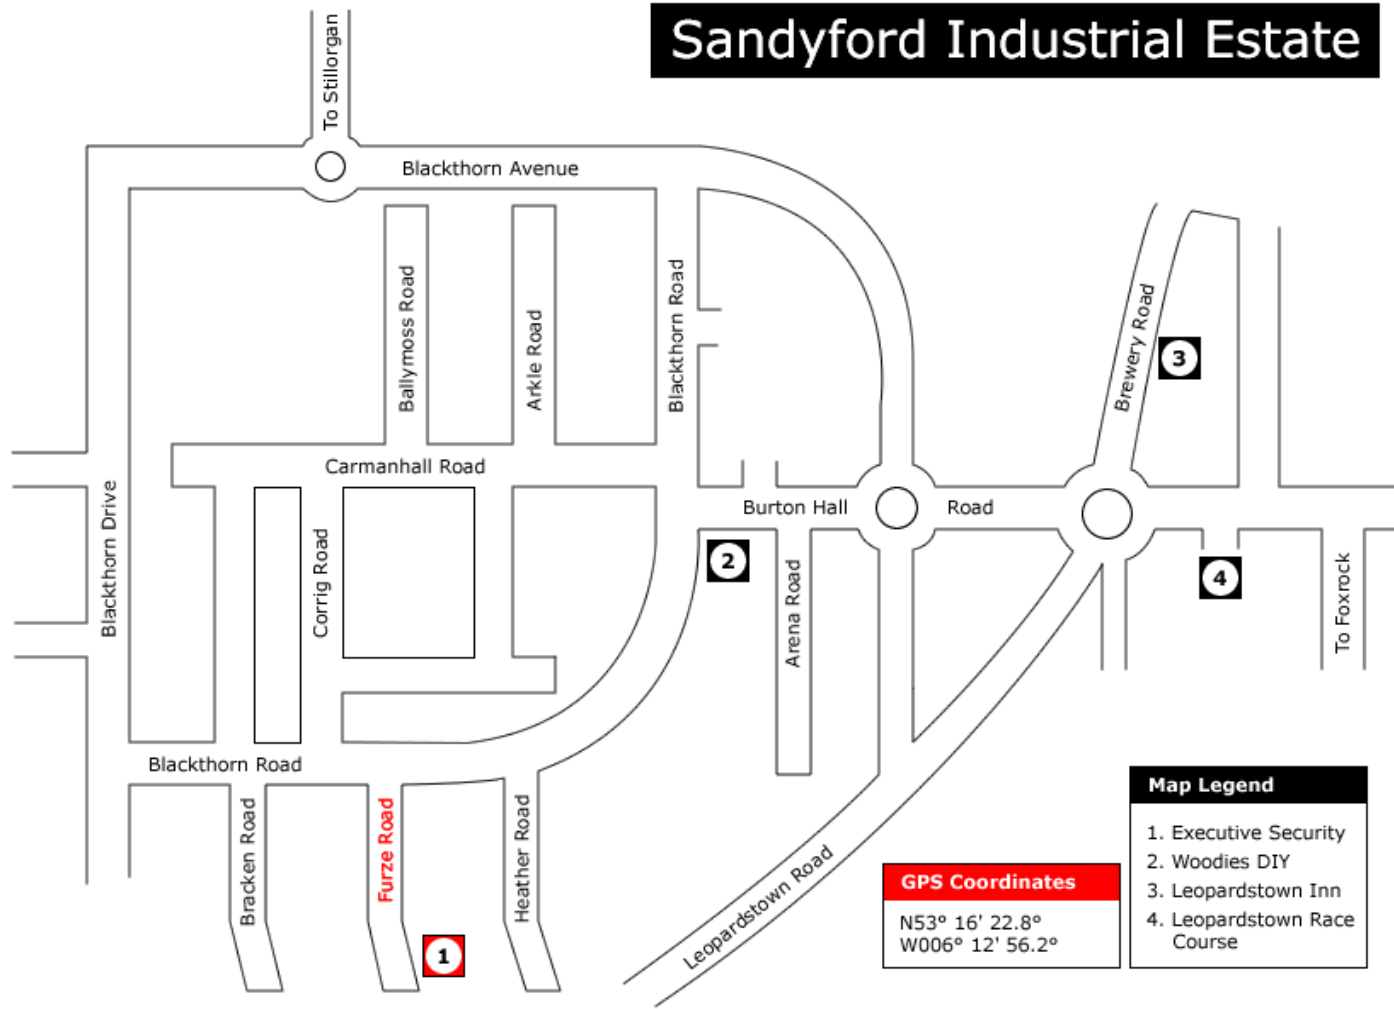 Sandyford Industrial Estate
To Stillorgan
Blackthorn Avenue
Ballymoss Road
Arkle Road
Blackthorn Road
Brewery Road
3
Carmanhall Road
Blackthorn Drive
Corrig Road
Burton Hall
Road
2
Arena Road
4
To Foxrock
Blackthorn Road
Bracken Road
Furze Road
Heather Road
1
Leopardstown Road
GPS Coordinates
N53° 16' 22.8°
W006° 12' 56.2°
Map Legend
1. Executive Security
2. Woodies DIY
3. Leopardstown Inn
4. Leopardstown Race
Course